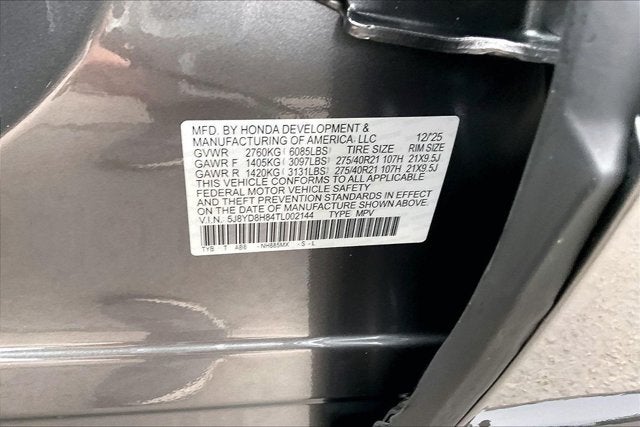 MFD. BY HONDA DEVELOPMENT &
MANUFACTURING OF AMERICA, LLC 12/'25
GVWR 2760KG (6085LBS) TIRE SIZE RIM SIZE
GAWR F 1405KG (3097LBS) 275/40R21 107H 21X9.5J
GAWR R 1420KG (3131LBS) 275/40R21 107H 21X9.5J
THIS VEHICLE CONFORMS TO ALL APPLICABLE
FEDERAL MOTOR VEHICLE SAFETY
AND THEFT PREVENTION STANDARDS IN EFFECT
ON THE DATE OF MANUFACTURE SHOWN ABOVE.
V.I.N. 5J8YD8H84TL002144 TYPE MPV
TYB T AB8 -NH885MX -S -L